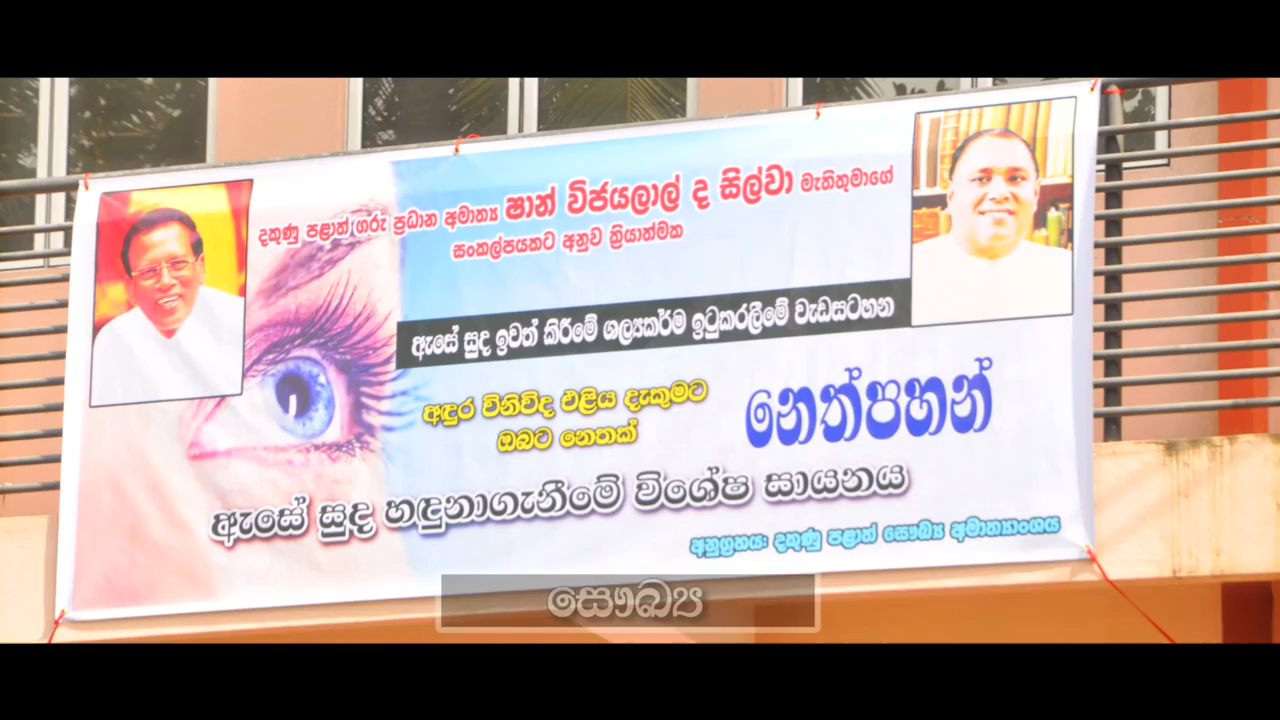 දකුණු පළාත් ගරු ප්‍රධාන අමාත්‍ය ෂාන් විජයලාල් ද සිල්වා මැතිතුමාගේ
සංකල්පයකට අනුව ක්‍රියාත්මක
ඇසේ සුද ඉවත් කිරීමේ ශල්‍යකර්ම ඉටුකරලීමේ වැඩසටහන
අඳුර විනිවිද එළිය දැකුමට
ඔබට නෙතක්
නෙත්පහන්
ඇසේ සුද හඳුනාගැනීමේ විශේෂ සායනය
අනුග්‍රහය: දකුණු පළාත් සෞඛ්‍ය අමාත්‍යාංශය
සෞඛ්‍ය